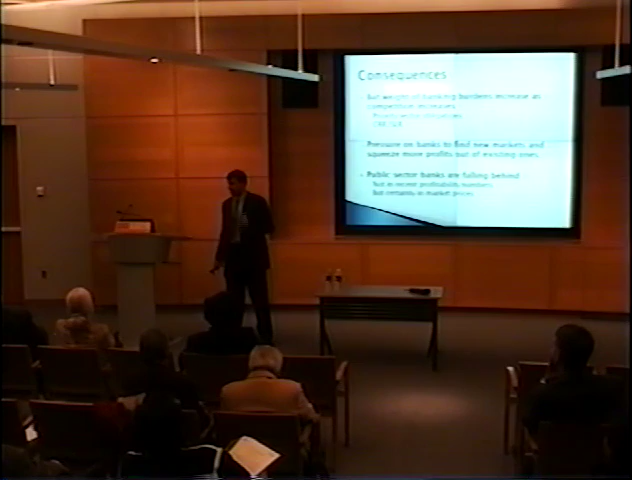 Consequences
But weight of banking burdens increase as
competition increases
Priority sector
Pressure on banks to find new markets and
squeeze more profits out of existing ones.
Public sector banks are falling behind
Not in recent profitability numbers
But certainly in market prices